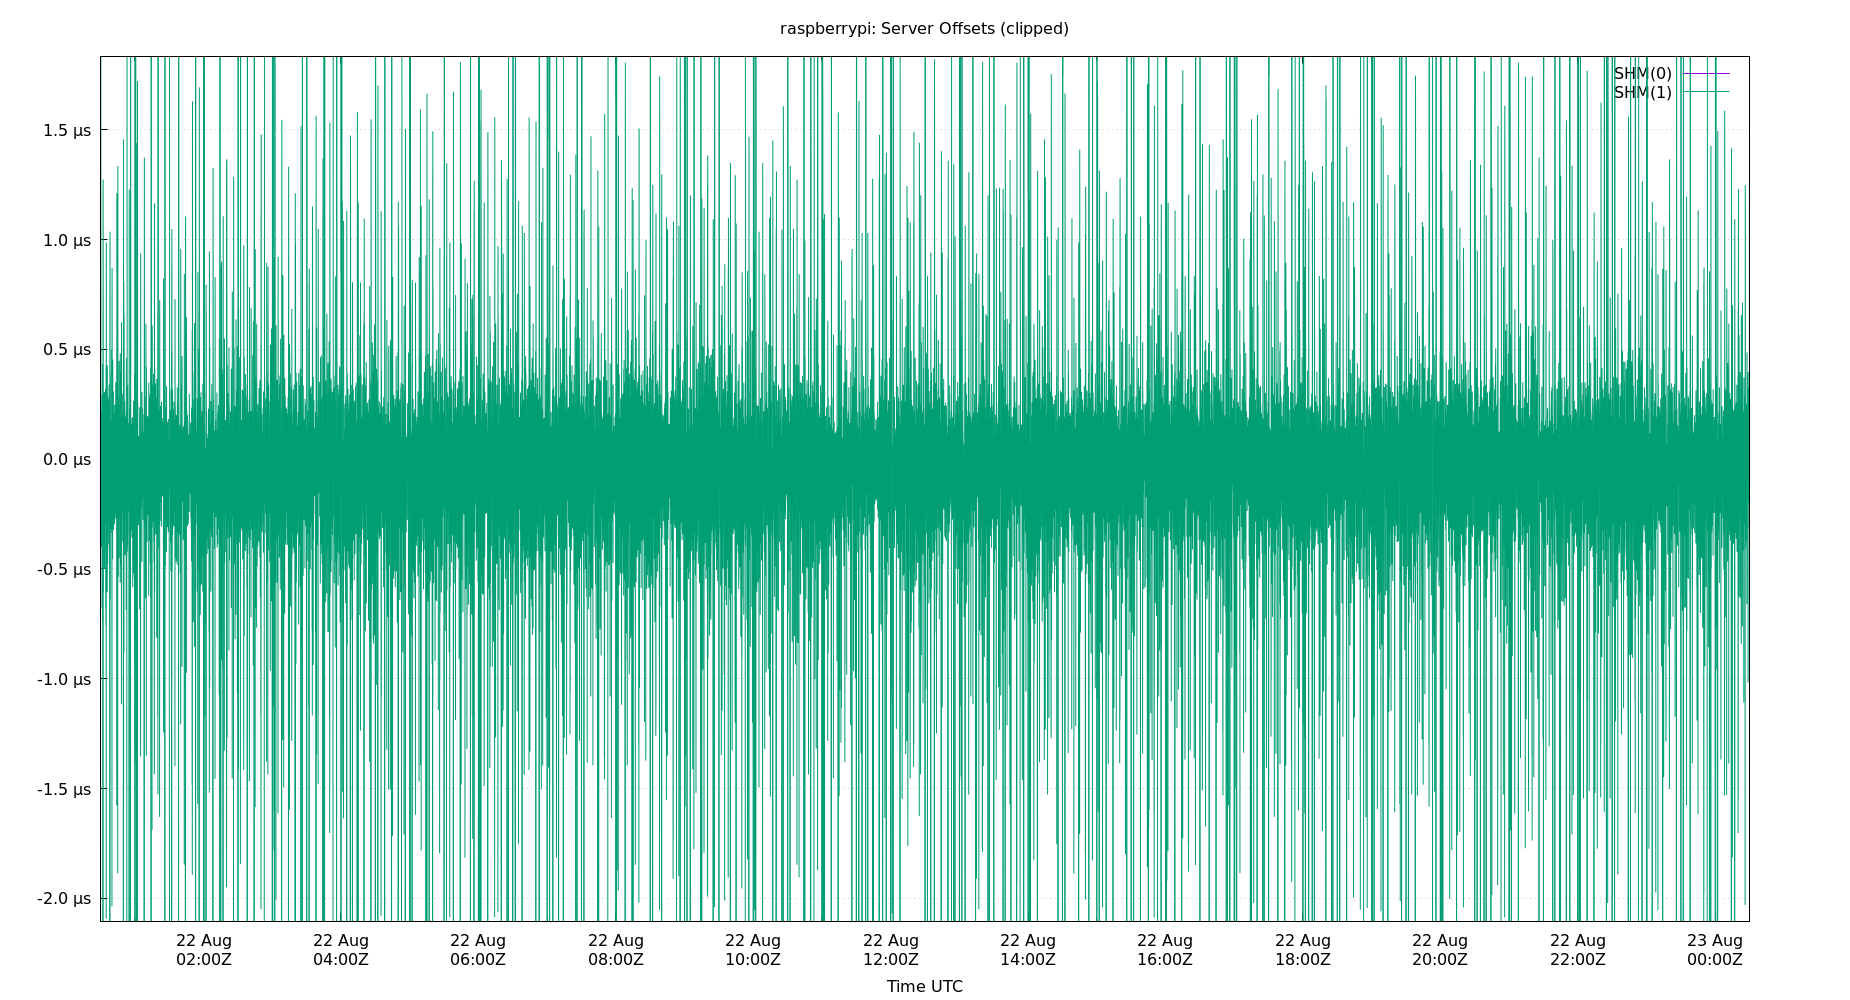 raspberrypi: Server Offsets (clipped)
SHM(0)
SHM(1)
1.5 µs
1.0 µs
0.5 µs
0.0 µs
-0.5 µs
-1.0 µs
-1.5 µs
-2.0 µs
22 Aug 22 Aug 22 Aug 22 Aug 22 Aug 22 Aug 22 Aug 22 Aug 22 Aug 22 Aug 22 Aug 23 Aug
02:00Z 04:00Z 06:00Z 08:00Z 10:00Z 12:00Z 14:00Z 16:00Z 18:00Z 20:00Z 22:00Z 00:00Z
Time UTC